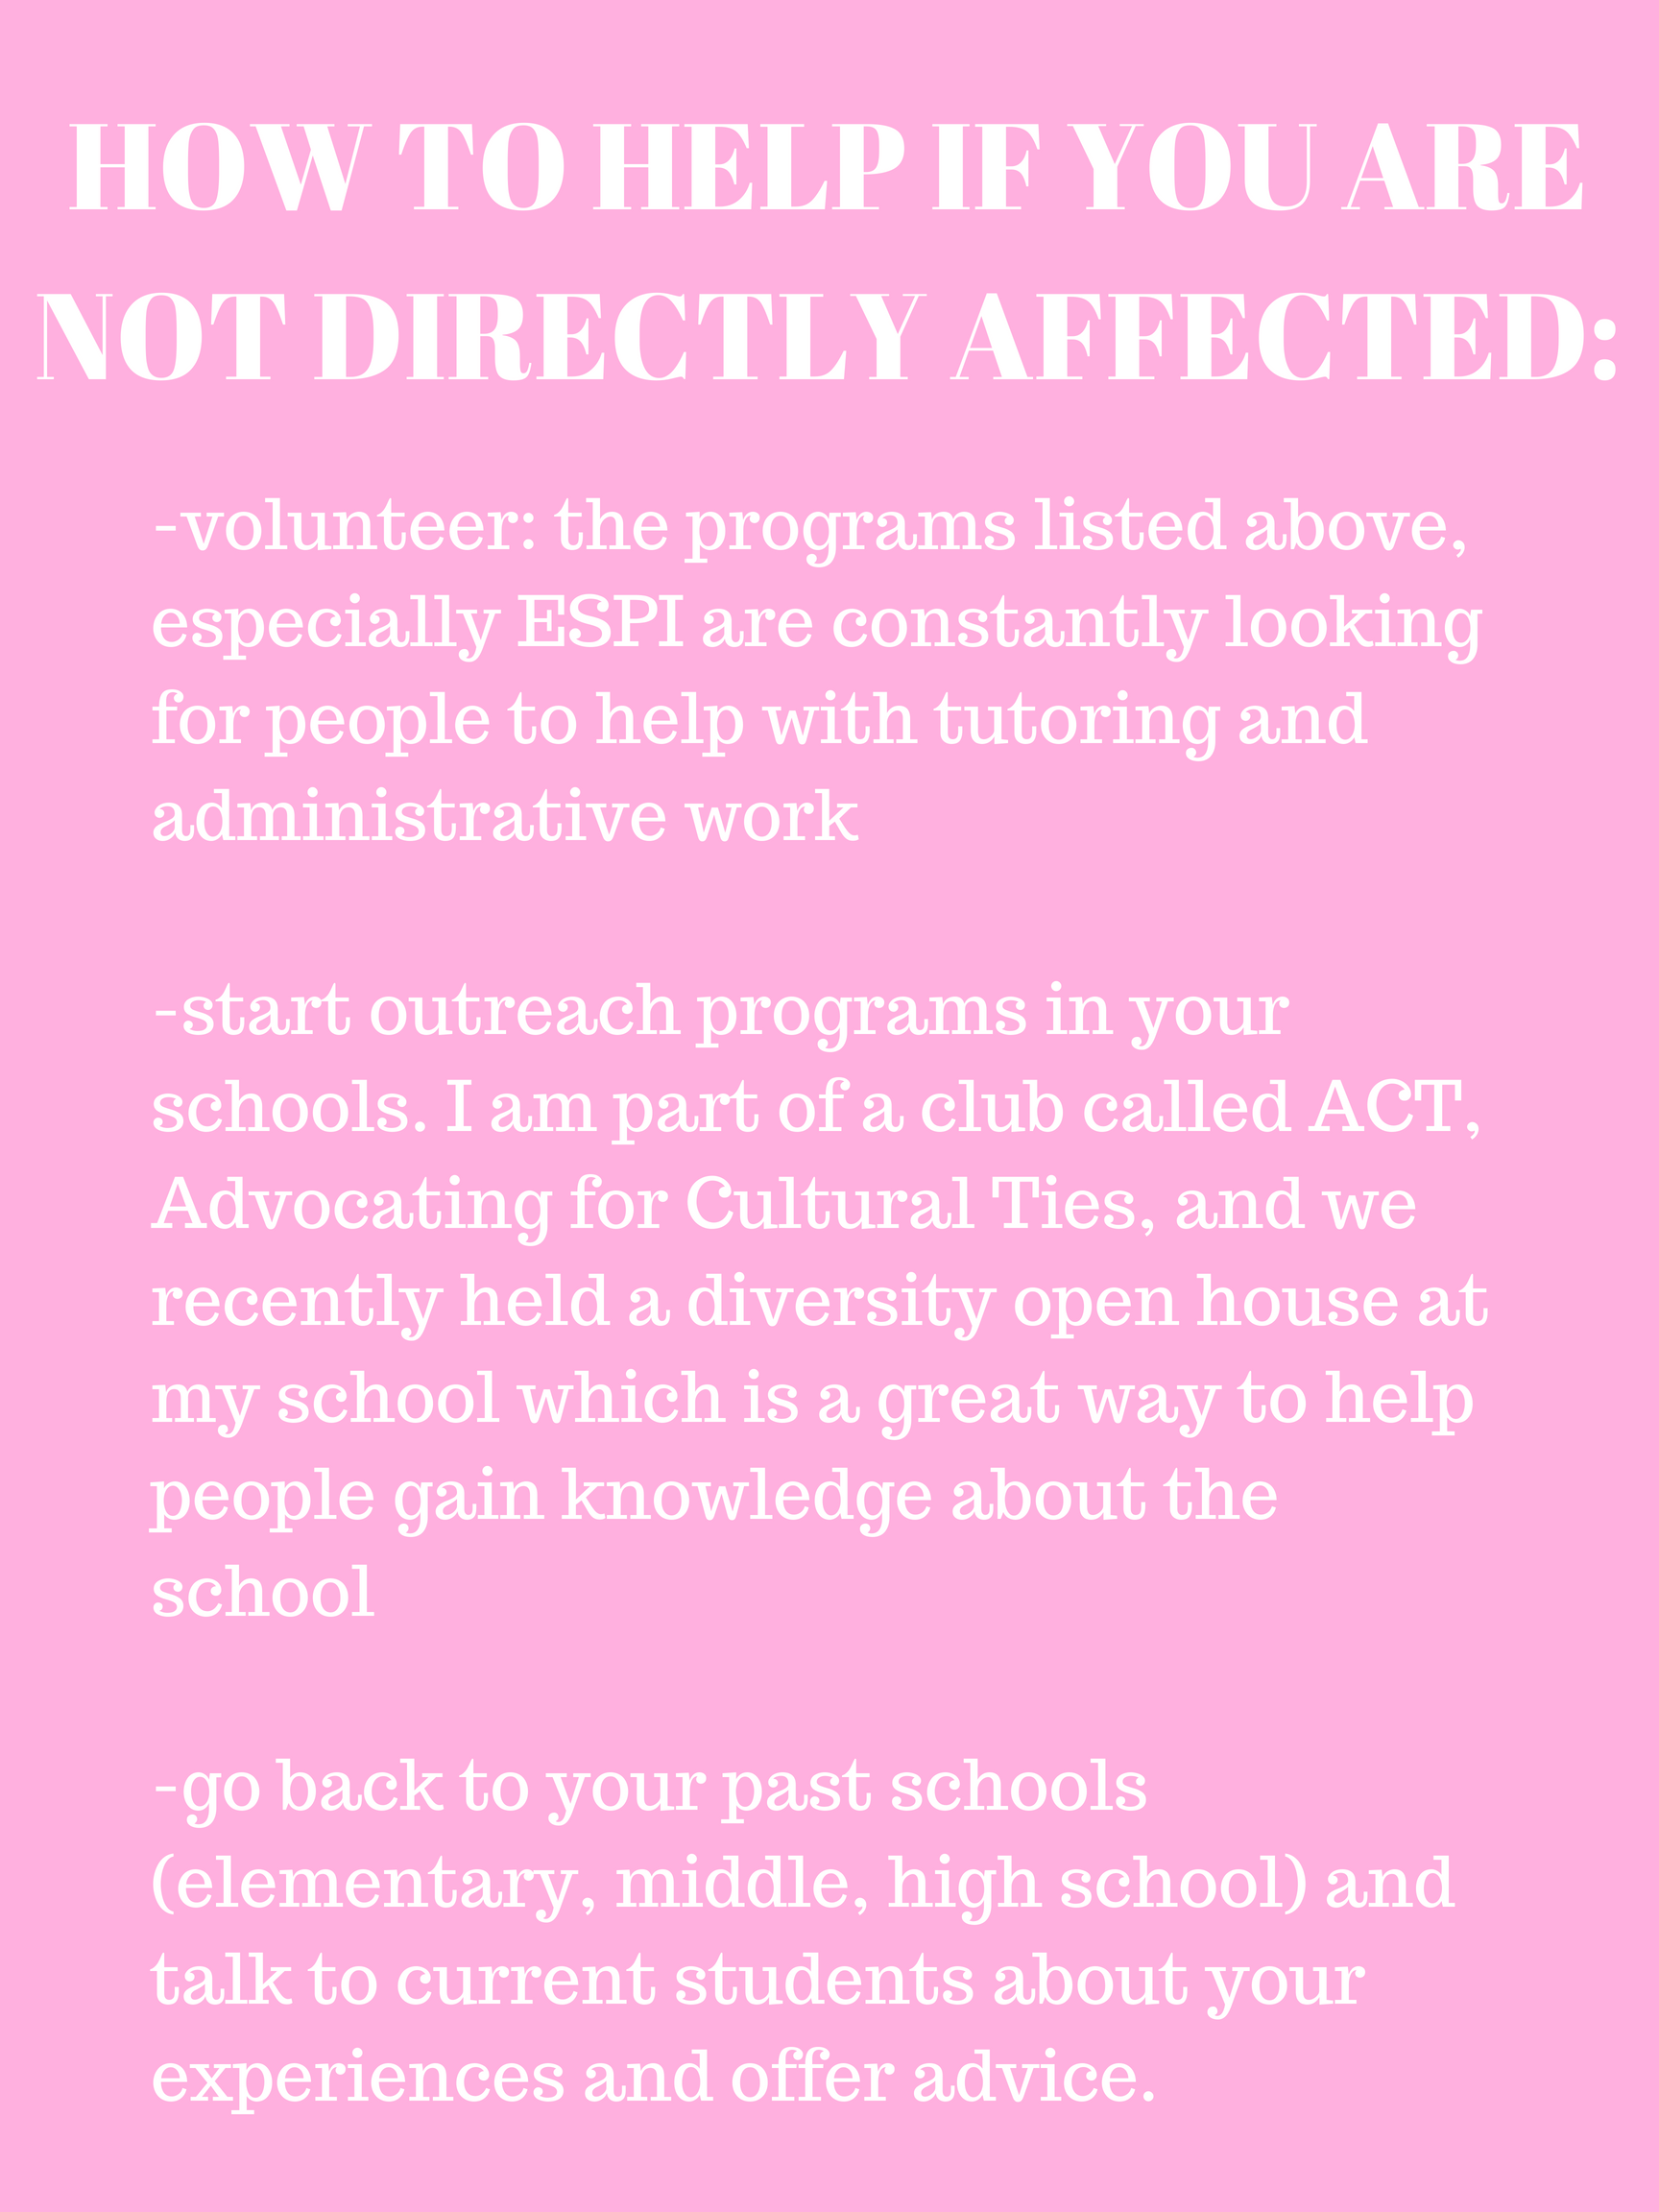 HOW TO HELP IF YOU ARE
NOT DIRECTLY AFFECTED:
-volunteer: the programs listed above,
especially ESPI are constantly looking
for people to help with tutoring and
administrative work
-start outreach programs in your
schools. I am part of a club called ACT,
Advocating for Cultural Ties, and we
recently held a diversity open house at
my school which is a great way to help
people gain knowledge about the
school
-go back to your past schools
(elementary, middle, high school) and
talk to current students about your
experiences and offer advice.